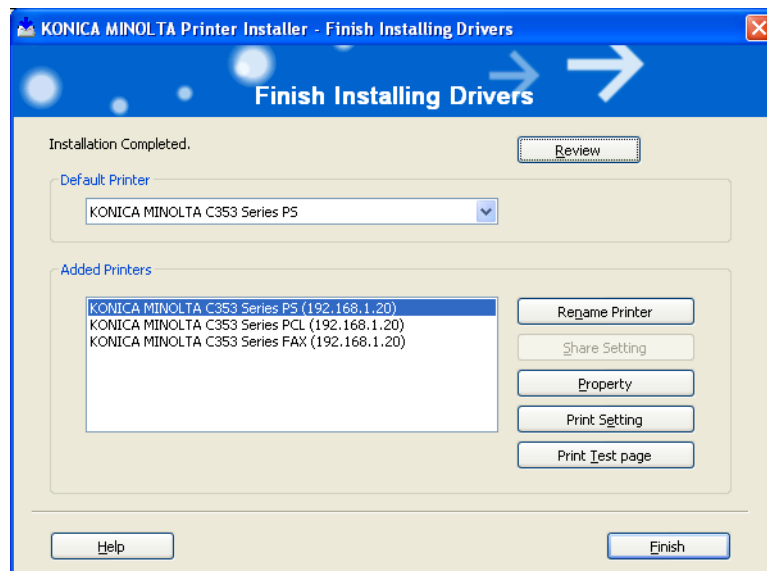 KONICA MINOLTA Printer Installer - Finish Installing Drivers
Finish Installing Drivers
Installation Completed.
Review
Default Printer
KONICA MINOLTA C353 Series PS
Added Printers
KONICA MINOLTA C353 Series PS (192.168.1.20)
KONICA MINOLTA C353 Series PCL (192.168.1.20)
KONICA MINOLTA C353 Series FAX (192.168.1.20)
Rename Printer
Share Setting
Property
Print Setting
Print Test page
Help
Finish